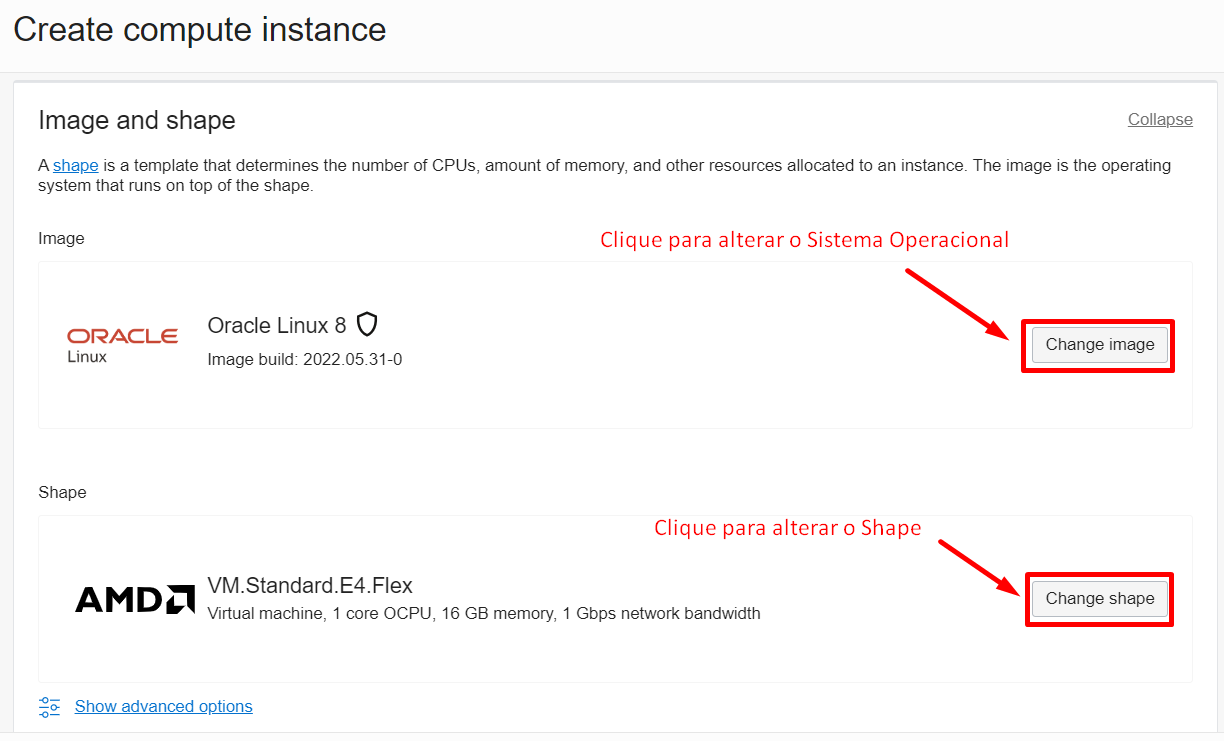 Create compute instance
Image and shape
Collapse
A shape is a template that determines the number of CPUs, amount of memory, and other resources allocated to an instance. The image is the operating
system that runs on top of the shape.
Image
Clique para alterar o Sistema Operacional
ORACLE
Linux
Oracle Linux 8
Image build: 2022.05.31-0
Change image
Shape
Clique para alterar o Shape
AMD
VM.Standard.E4.Flex
Virtual machine, 1 core OCPU, 16 GB memory, 1 Gbps network bandwidth
Change shape
Show advanced options